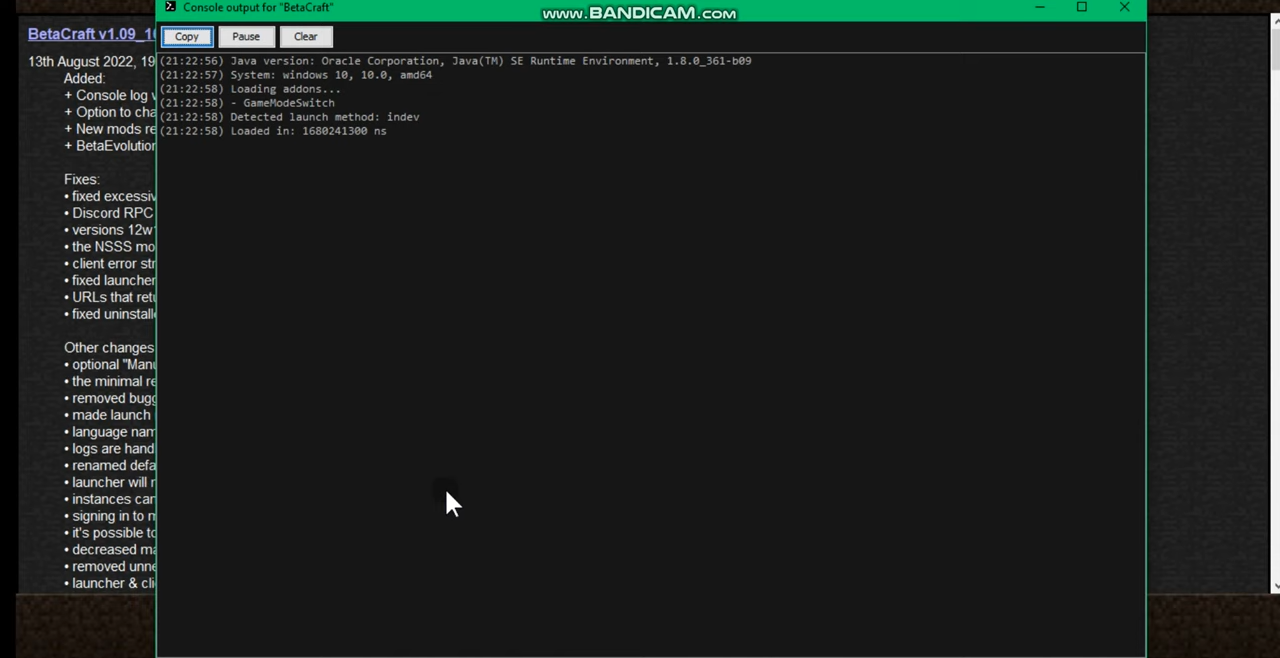 Console output for "BetaCraft"
www.BANDICAM.com
Copy Pause Clear
(21:22:56) Java version: Oracle Corporation, Java(TM) SE Runtime Environment, 1.8.0_361-b09
(21:22:57) System: windows 10, 10.0, amd64
(21:22:58) Loading addons...
(21:22:58) - GameModeSwitch
(21:22:58) Detected launch method: indev
(21:22:58) Loaded in: 1680241300 ns
BetaCraft v1.09_1
13th August 2022, 19
Added:
+ Console log
+ Option to cha
+ New mods re
+ BetaEvolution
Fixes:
• fixed excessiv
• Discord RPC
• versions 12w
• the NSSS mo
• client error str
• fixed launcher
• URLs that retu
• fixed uninstalle
Other changes
• optional "Manu
• the minimal re
• removed bugg
• made launch
• language nam
• logs are hand
• renamed defa
• launcher will
• instances can
• signing in to m
• it's possible to
• decreased ma
• removed unne
• launcher & cli